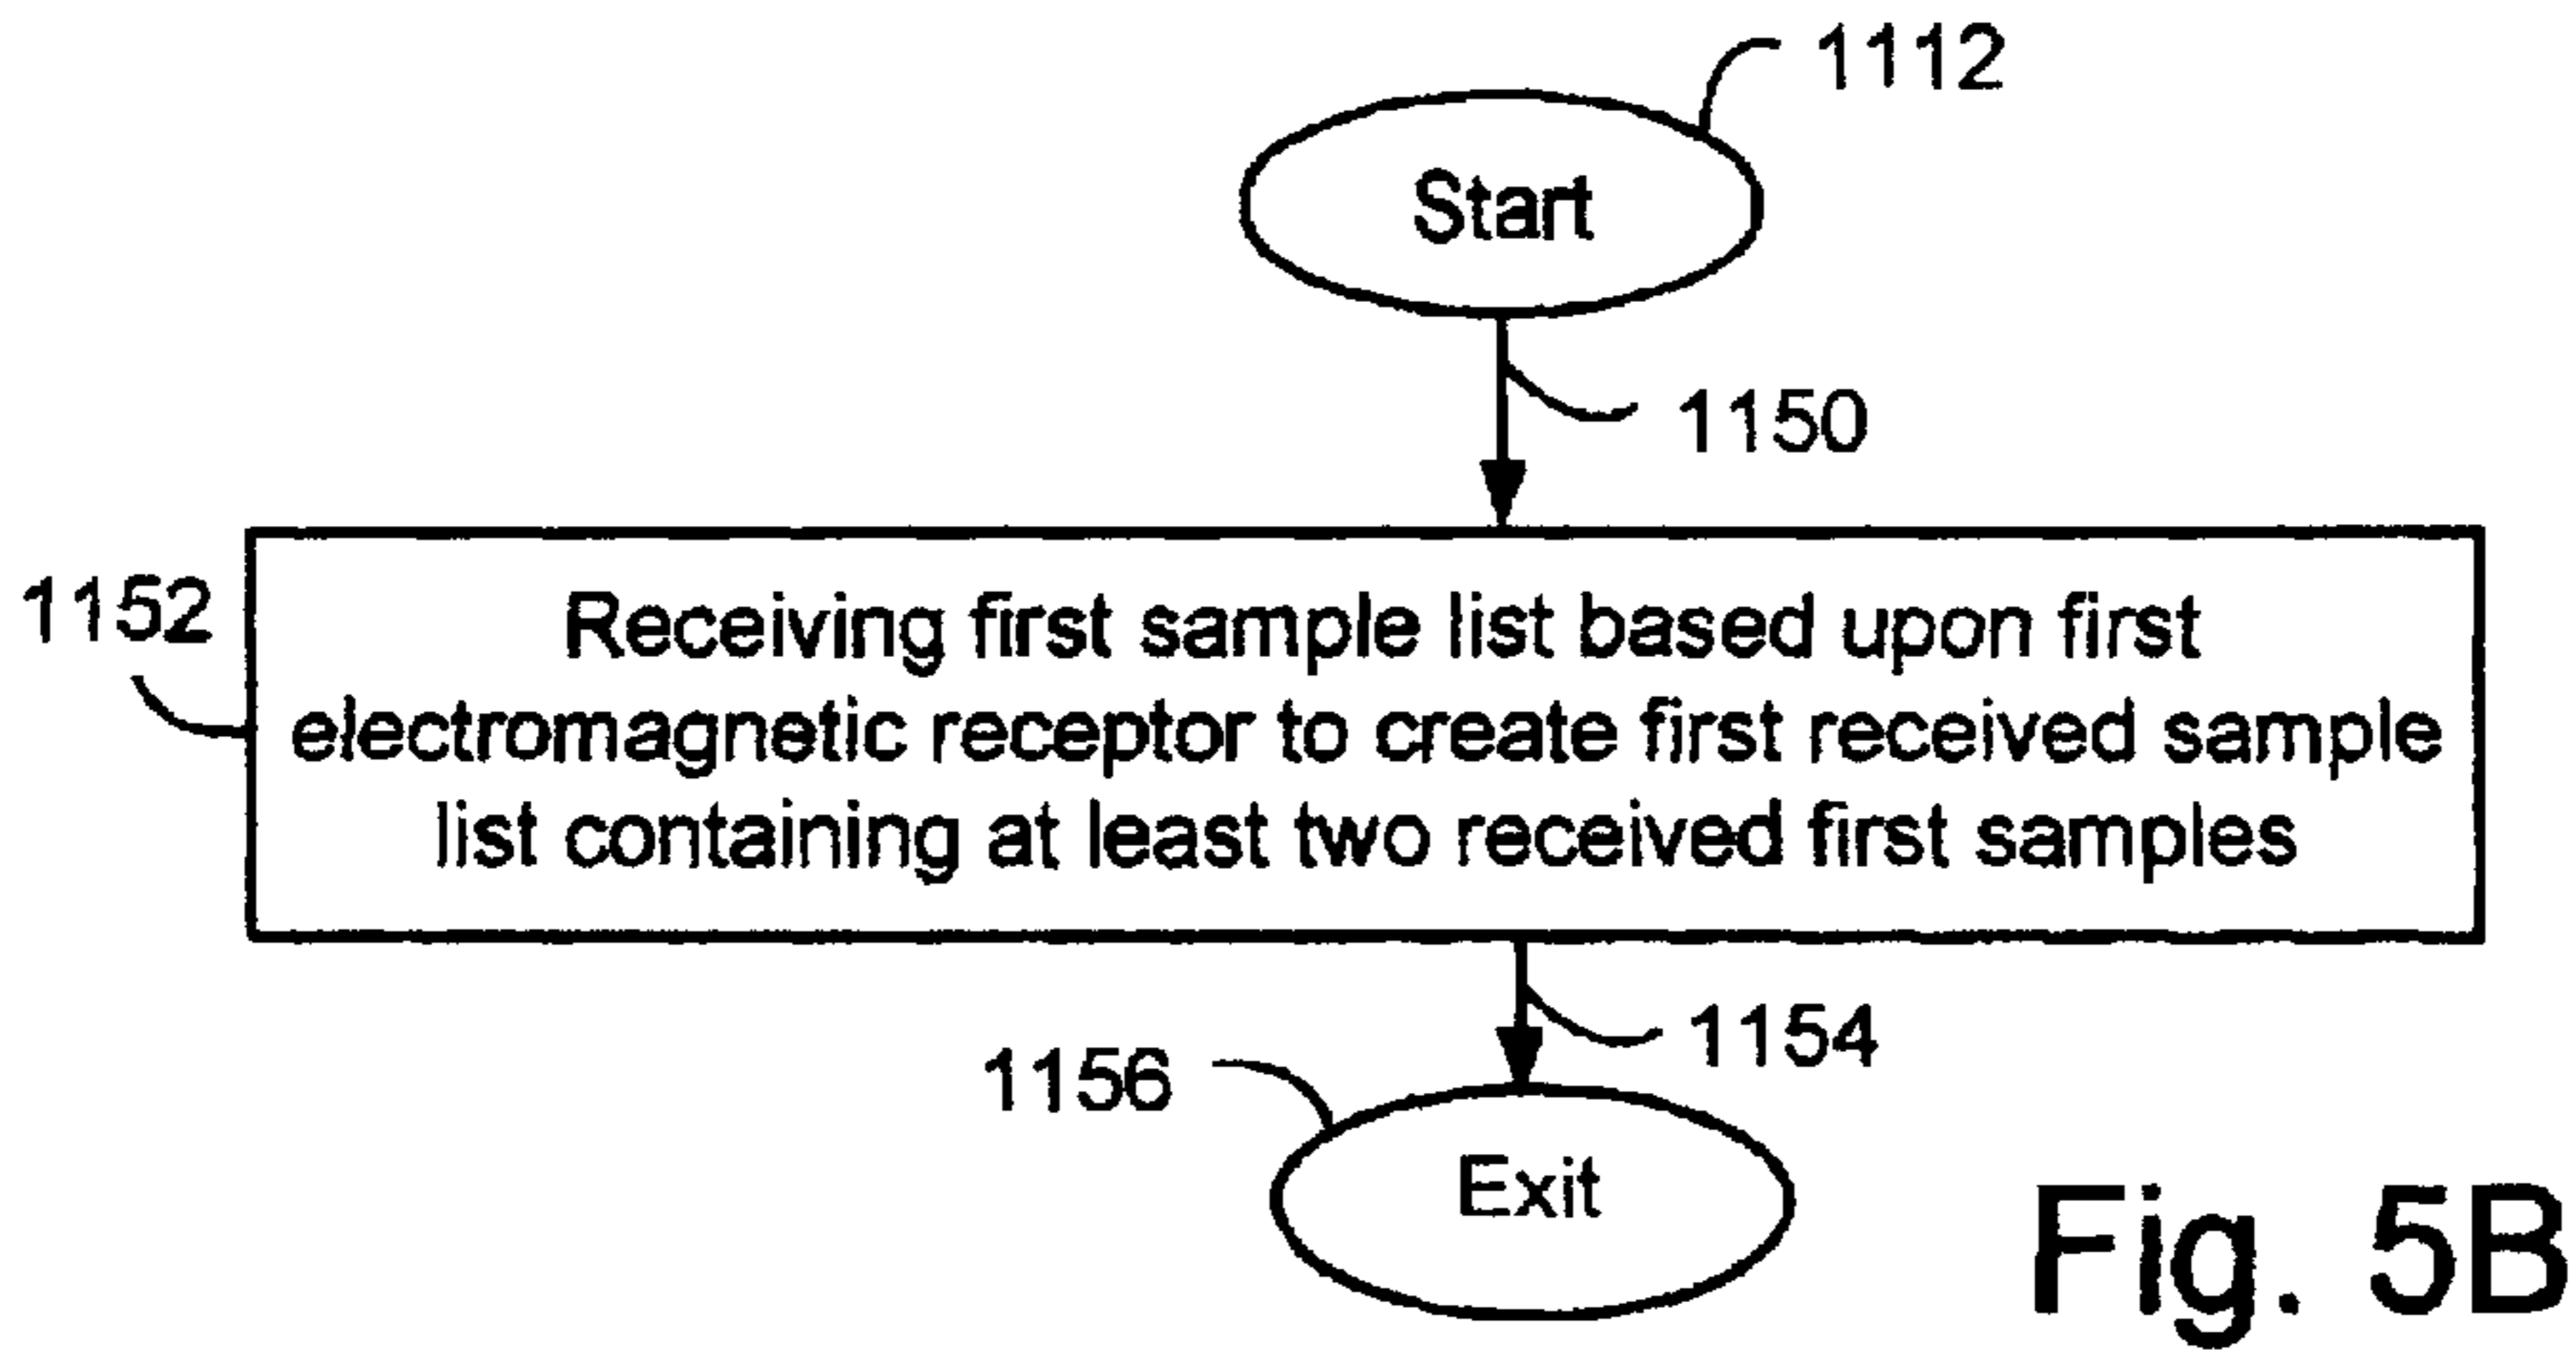 1112
Start
1150
1152
Receiving first sample list based upon first
electromagnetic receptor to create first received sample
list containing at least two received first samples
1154
1156
Exit
Fig. 5B